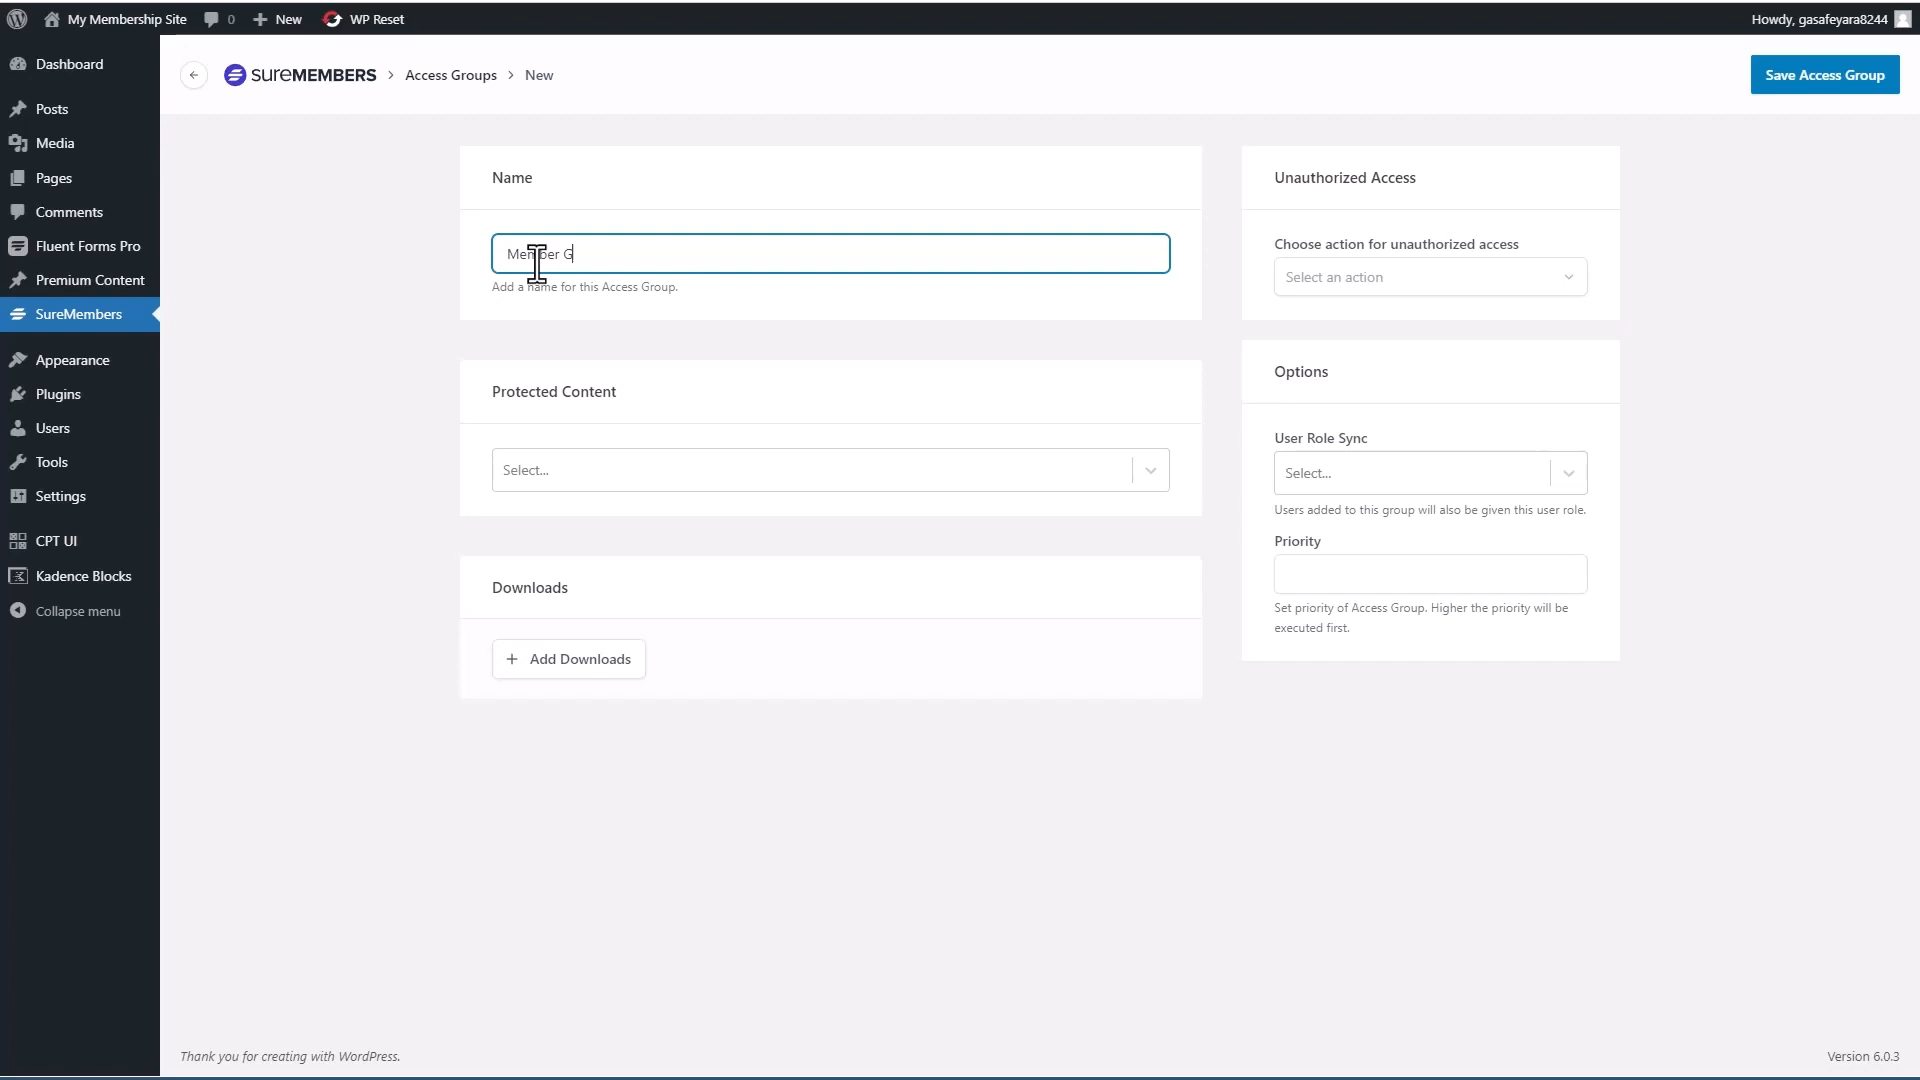 My Membership Site 0 New WP Reset Howdy, gasafeyara8244
Dashboard
Posts
Media
Pages
Comments
Fluent Forms Pro
Premium Content
SureMembers
Appearance
Plugins
Users
Tools
Settings
CPT UI
Kadence Blocks
Collapse menu
sureMEMBERS > Access Groups > New
Save Access Group
Name
Member G
Add a name for this Access Group.
Protected Content
Select...
Downloads
+ Add Downloads
Unauthorized Access
Choose action for unauthorized access
Select an action
Options
User Role Sync
Select...
Users added to this group will also be given this user role.
Priority
Set priority of Access Group. Higher the priority will be
executed first.
Thank you for creating with WordPress.
Version 6.0.3